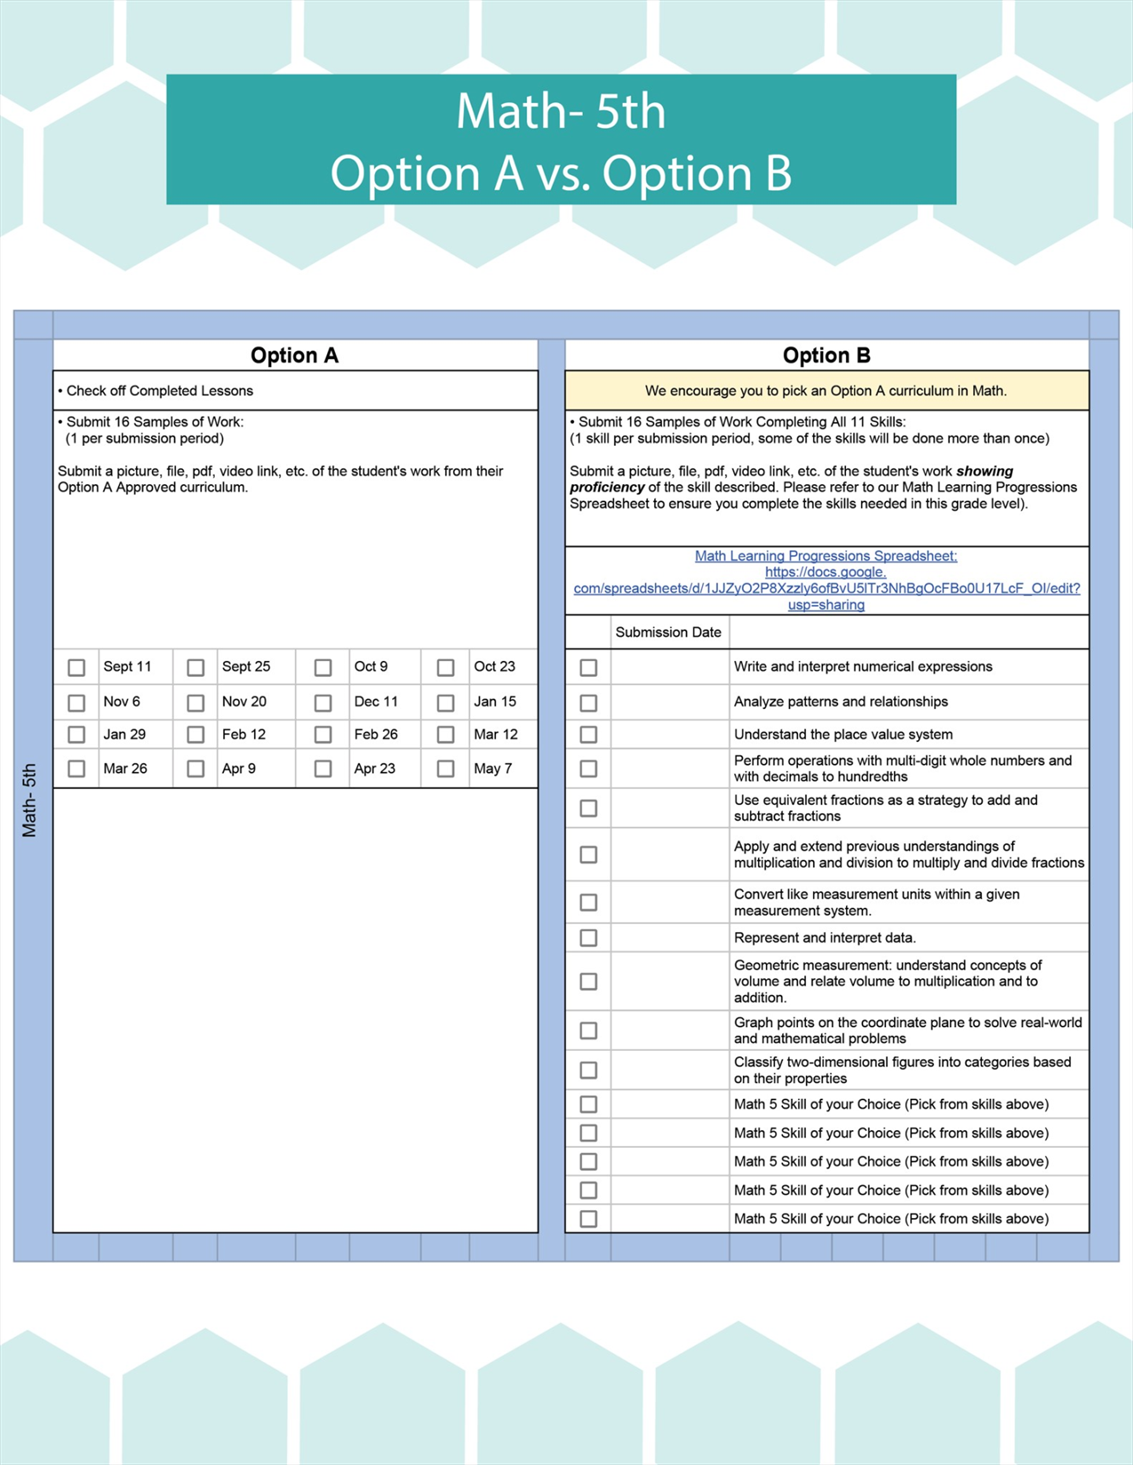 Math- 5th
Option A vs. Option B
Math- 5th
Option A
• Check off Completed Lessons
• Submit 16 Samples of Work:
(1 per submission period)
Submit a picture, file, pdf, video link, etc. of the student's work from their
Option A Approved curriculum.
Sept 11 Sept 25 Oct 9 Oct 23
Nov 6 Nov 20 Dec 11 Jan 15
Jan 29 Feb 12 Feb 26 Mar 12
Mar 26 Apr 9 Apr 23 May 7
Option B
We encourage you to pick an Option A curriculum in Math.
• Submit 16 Samples of Work Completing All 11 Skills:
(1 skill per submission period, some of the skills will be done more than once)
Submit a picture, file, pdf, video link, etc. of the student's work showing
proficiency of the skill described. Please refer to our Math Learning Progressions
Spreadsheet to ensure you complete the skills needed in this grade level).
Math Learning Progressions Spreadsheet:
https://docs.google.
com/spreadsheets/d/1JJZyO2P8Xzzly6ofBvU5lTr3NhBgOcFBo0U17LcF_OI/edit?
usp=sharing
Submission Date
Write and interpret numerical expressions
Analyze patterns and relationships
Understand the place value system
Perform operations with multi-digit whole numbers and
with decimals to hundredths
Use equivalent fractions as a strategy to add and
subtract fractions
Apply and extend previous understandings of
multiplication and division to multiply and divide fractions
Convert like measurement units within a given
measurement system.
Represent and interpret data.
Geometric measurement: understand concepts of
volume and relate volume to multiplication and to
addition.
Graph points on the coordinate plane to solve real-world
and mathematical problems
Classify two-dimensional figures into categories based
on their properties
Math 5 Skill of your Choice (Pick from skills above)
Math 5 Skill of your Choice (Pick from skills above)
Math 5 Skill of your Choice (Pick from skills above)
Math 5 Skill of your Choice (Pick from skills above)
Math 5 Skill of your Choice (Pick from skills above)